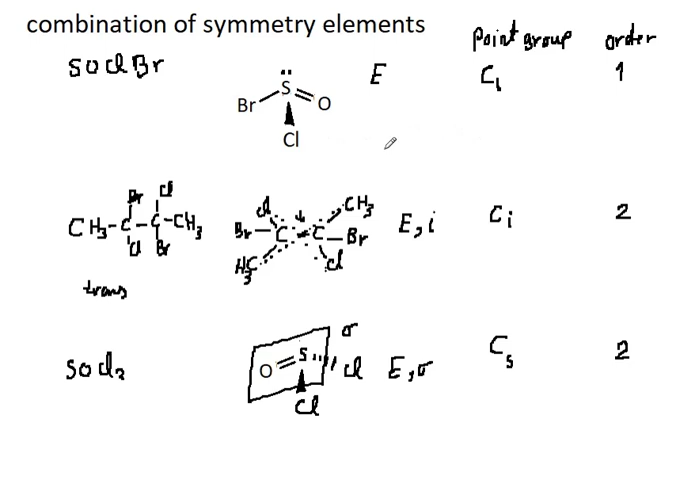 combination of symmetry elements
Point group order
SOClBr E C₁ 1
Br S O
Cl
Br Cl
CH₃-C-C-CH₃ E, i Ci 2
Cl Br
Cl CH₃
Br-C C-Br
H₃C Cl
trans
σ
SOCl₂ O=S Cl E, σ Cs 2
Cl